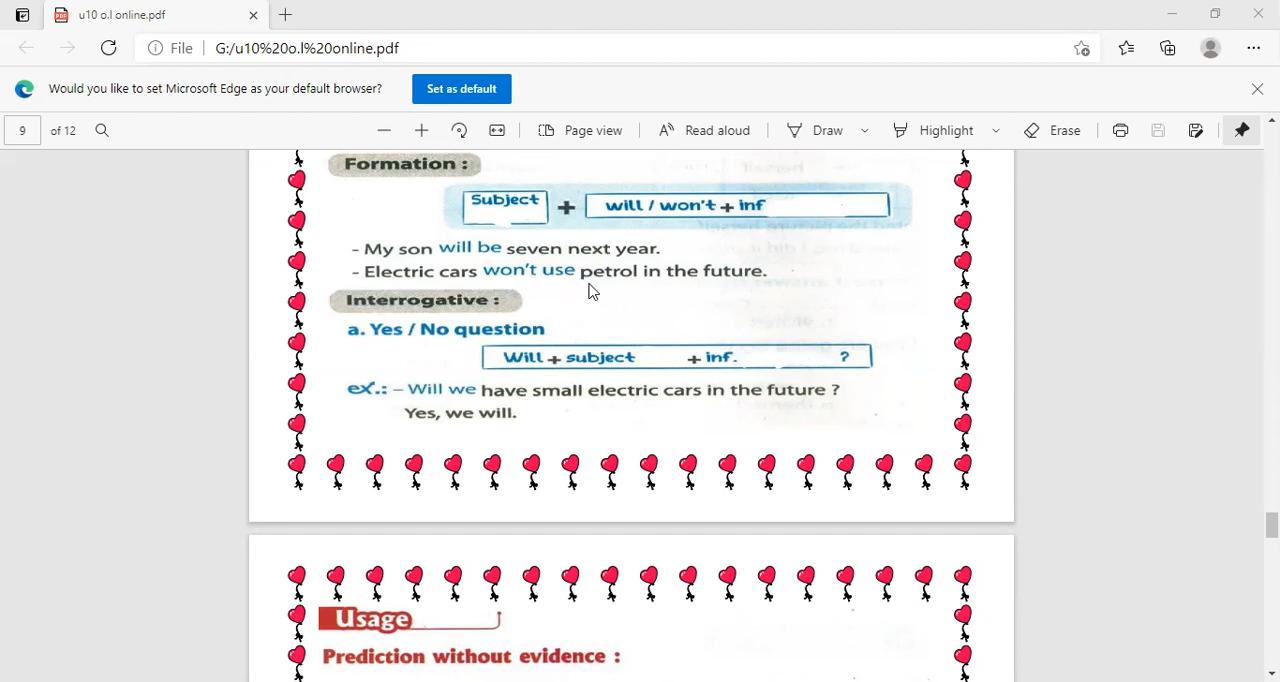 u10 o.l online.pdf
File G:/u10%20o.l%20online.pdf
Would you like to set Microsoft Edge as your default browser? Set as default
9 of 12 Page view Read aloud Draw Highlight Erase
Formation :
Subject + will / won't + inf
- My son will be seven next year.
- Electric cars won't use petrol in the future.
Interrogative :
a. Yes / No question
Will + subject + inf. ?
ex.: - Will we have small electric cars in the future ?
Yes, we will.
Usage
Prediction without evidence :